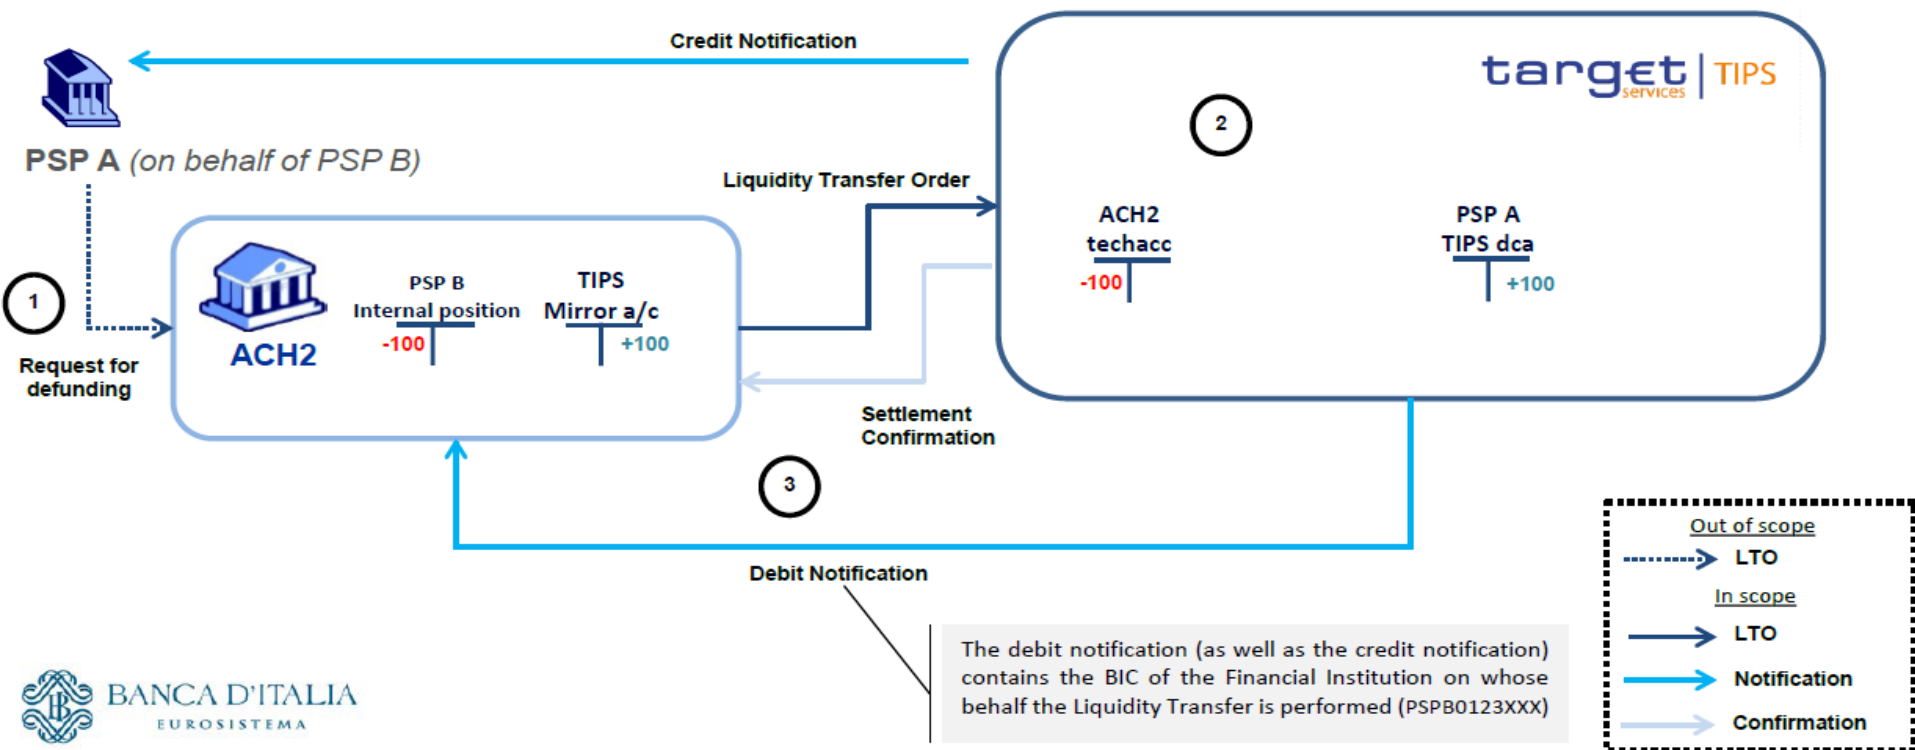 Credit Notification
target | TIPS
services
2
PSP A (on behalf of PSP B)
Liquidity Transfer Order
ACH2
techacc
-100
PSP A
TIPS dca
+100
1
Request for
defunding
ACH2
PSP B
Internal position
-100
TIPS
Mirror a/c
+100
Settlement
Confirmation
3
Debit Notification
The debit notification (as well as the credit notification)
contains the BIC of the Financial Institution on whose
behalf the Liquidity Transfer is performed (PSPB0123XXX)
Out of scope
LTO
In scope
LTO
Notification
Confirmation
BANCA D'ITALIA
EUROSISTEMA